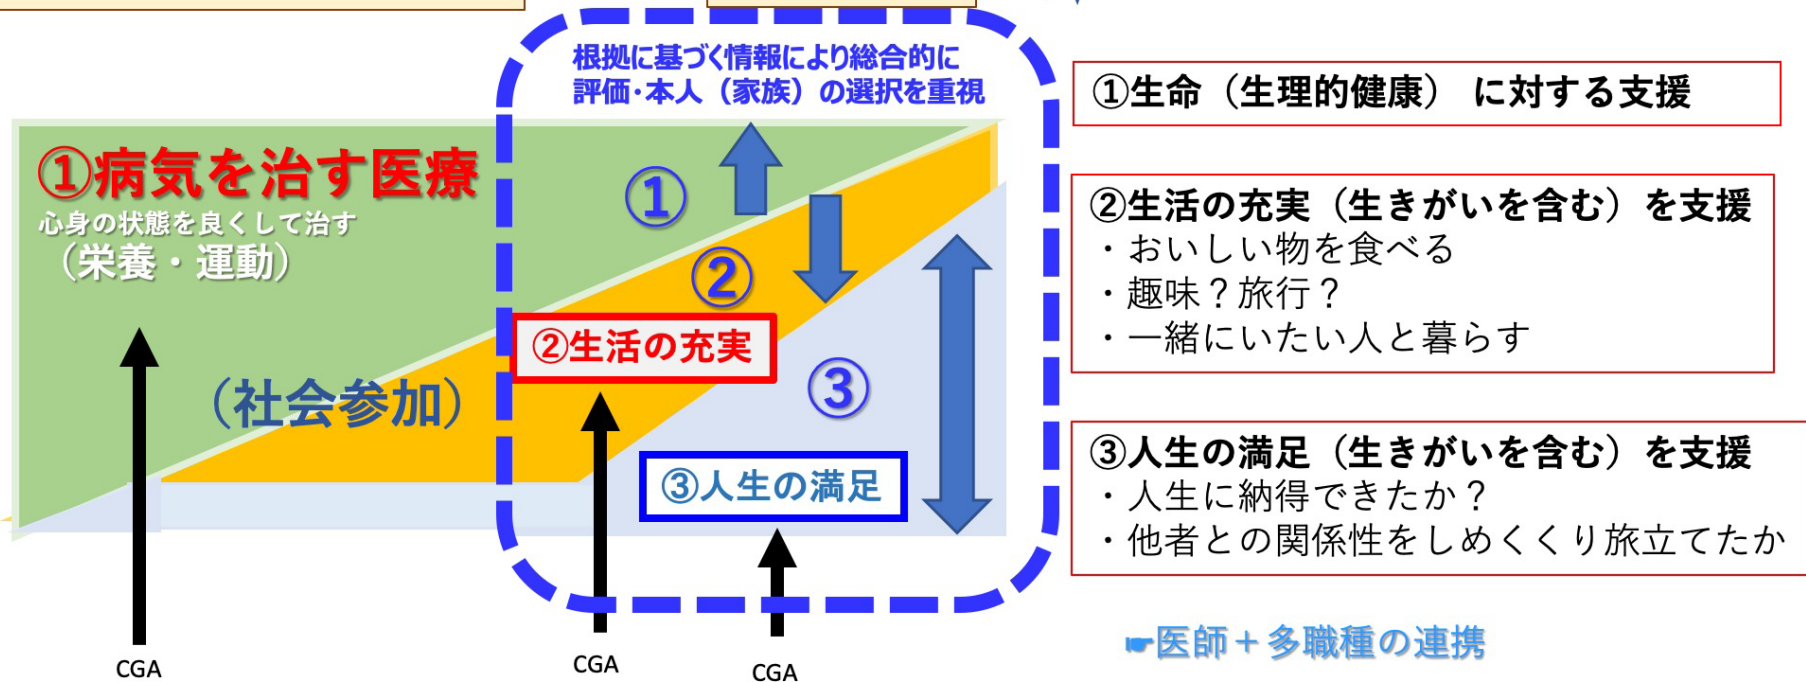 根拠に基づく情報により総合的に
評価・本人（家族）の選択を重視
①病気を治す医療
心身の状態を良くして治す
（栄養・運動）
（社会参加）
①
②
②生活の充実
③
③人生の満足
CGA
CGA
CGA
①生命（生理的健康） に対する支援
②生活の充実（生きがいを含む）を支援
・おいしい物を食べる
・趣味？旅行？
・一緒にいたい人と暮らす
③人生の満足（生きがいを含む）を支援
・人生に納得できたか？
・他者との関係性をしめくくり旅立てたか
☛医師＋多職種の連携